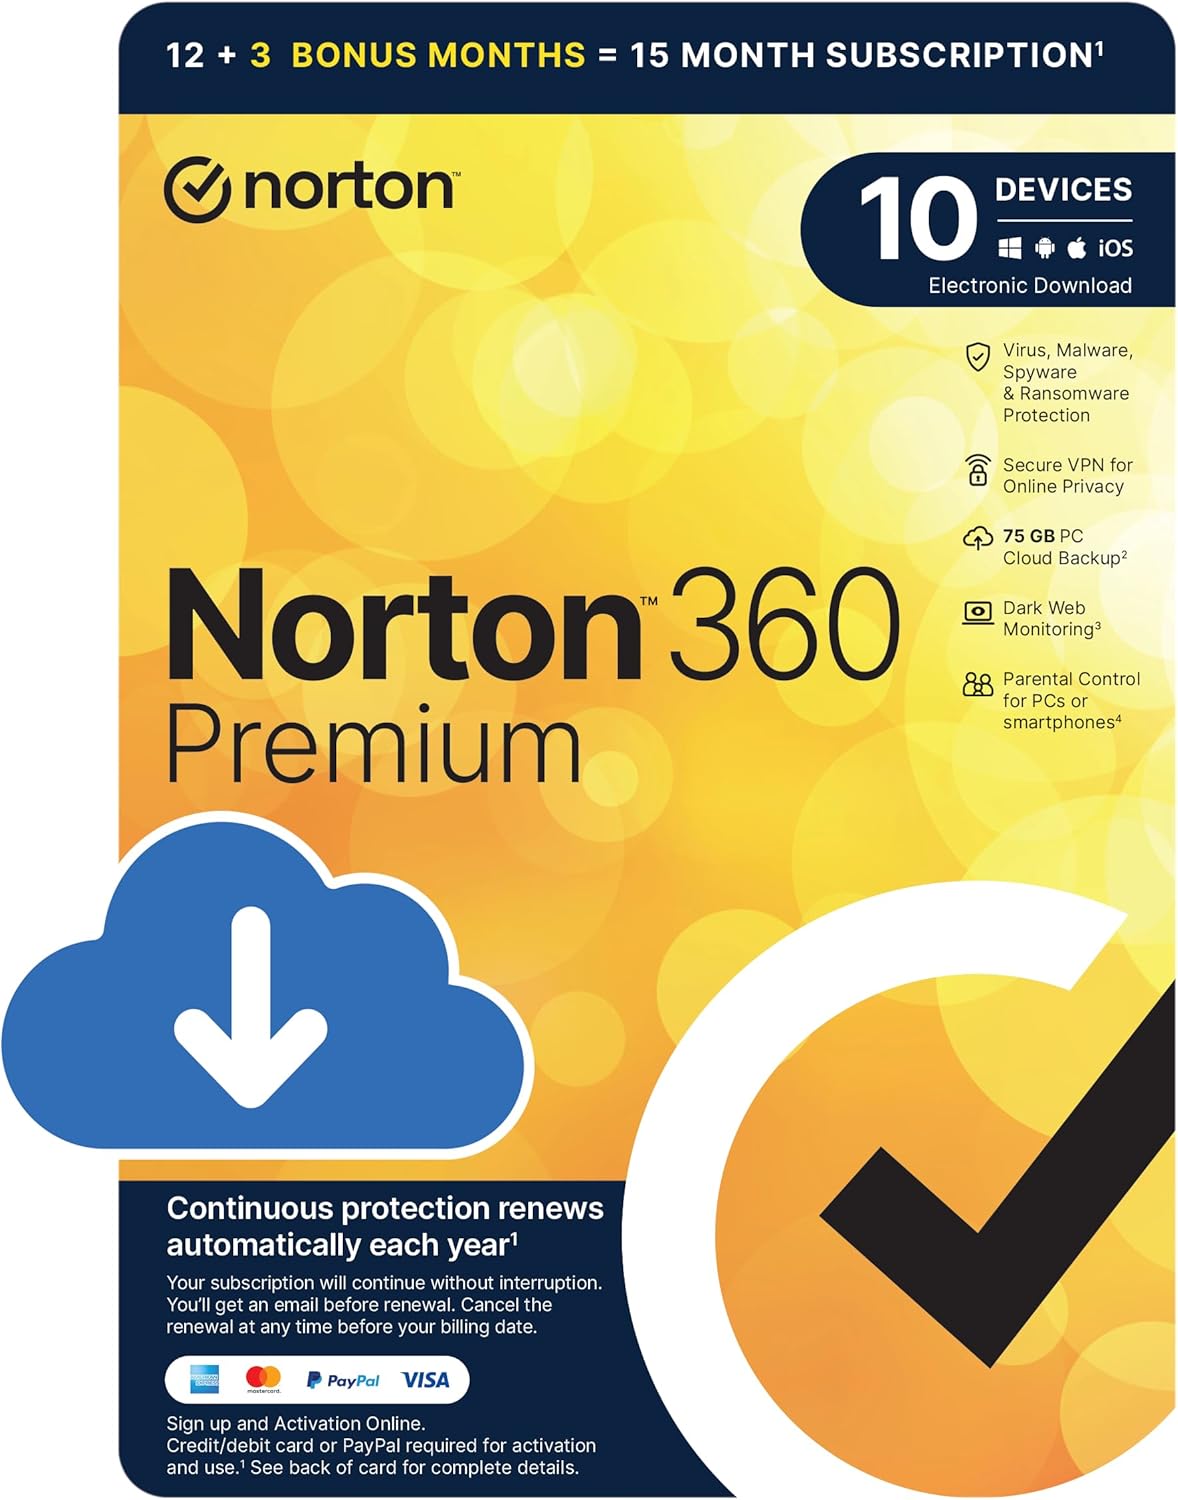 12 + 3 BONUS MONTHS = 15 MONTH SUBSCRIPTION¹
norton™
10 DEVICES
iOS
Electronic Download
Virus, Malware,
Spyware
& Ransomware
Protection
Secure VPN for
Online Privacy
75 GB PC
Cloud Backup²
Dark Web
Monitoring³
Parental Control
for PCs or
smartphones⁴
Norton™ 360
Premium
Continuous protection renews
automatically each year¹
Your subscription will continue without interruption.
You'll get an email before renewal. Cancel the
renewal at any time before your billing date.
AMERICAN EXPRESS mastercard. PayPal VISA
Sign up and Activation Online.
Credit/debit card or PayPal required for activation
and use.¹ See back of card for complete details.